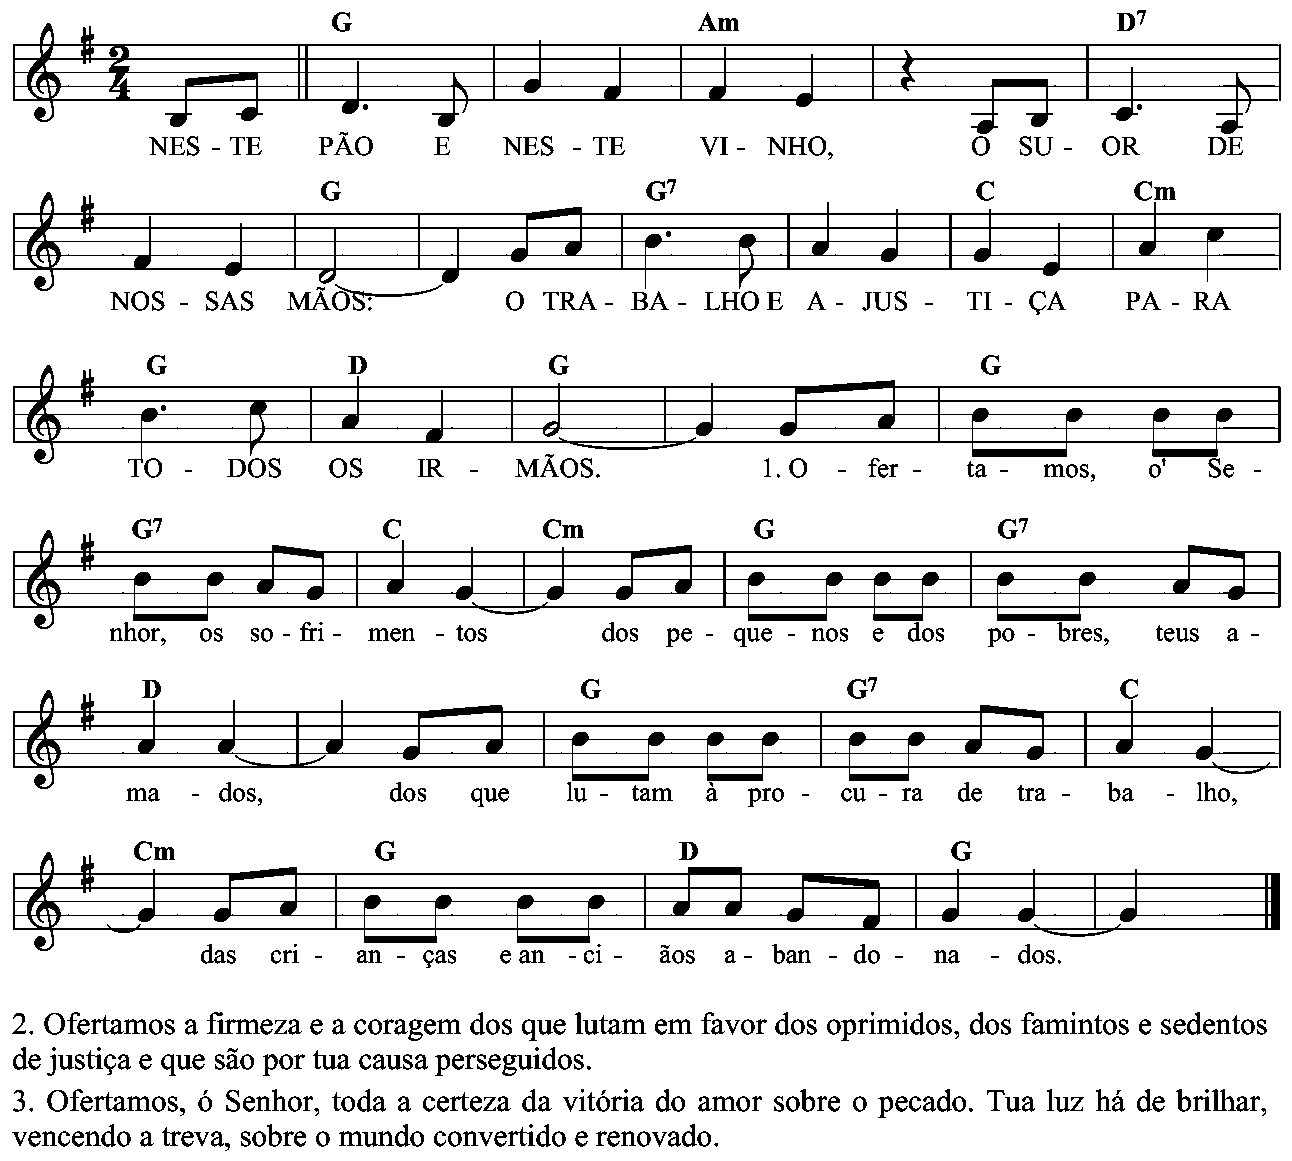 G Am D7
2 4
NES - TE PÃO E NES - TE VI - NHO, O SU - OR DE
G G7 C Cm
NOS - SAS MÃOS: O TRA - BA - LHO E A - JUS - TI - ÇA PA - RA
G D G G
TO - DOS OS IR - MÃOS. 1. O - fer - ta - mos, o' Se -
G7 C Cm G G7
nhor, os so - fri - men - tos dos pe - que - nos e dos po - bres, teus a -
D G G7 C
ma - dos, dos que lu - tam à pro - cu - ra de tra - ba - lho,
Cm G D G
das cri - an - ças e an - ci - ãos a - ban - do - na - dos.
2. Ofertamos a firmeza e a coragem dos que lutam em favor dos oprimidos, dos famintos e sedentos
de justiça e que são por tua causa perseguidos.
3. Ofertamos, ó Senhor, toda a certeza da vitória do amor sobre o pecado. Tua luz há de brilhar,
vencendo a treva, sobre o mundo convertido e renovado.